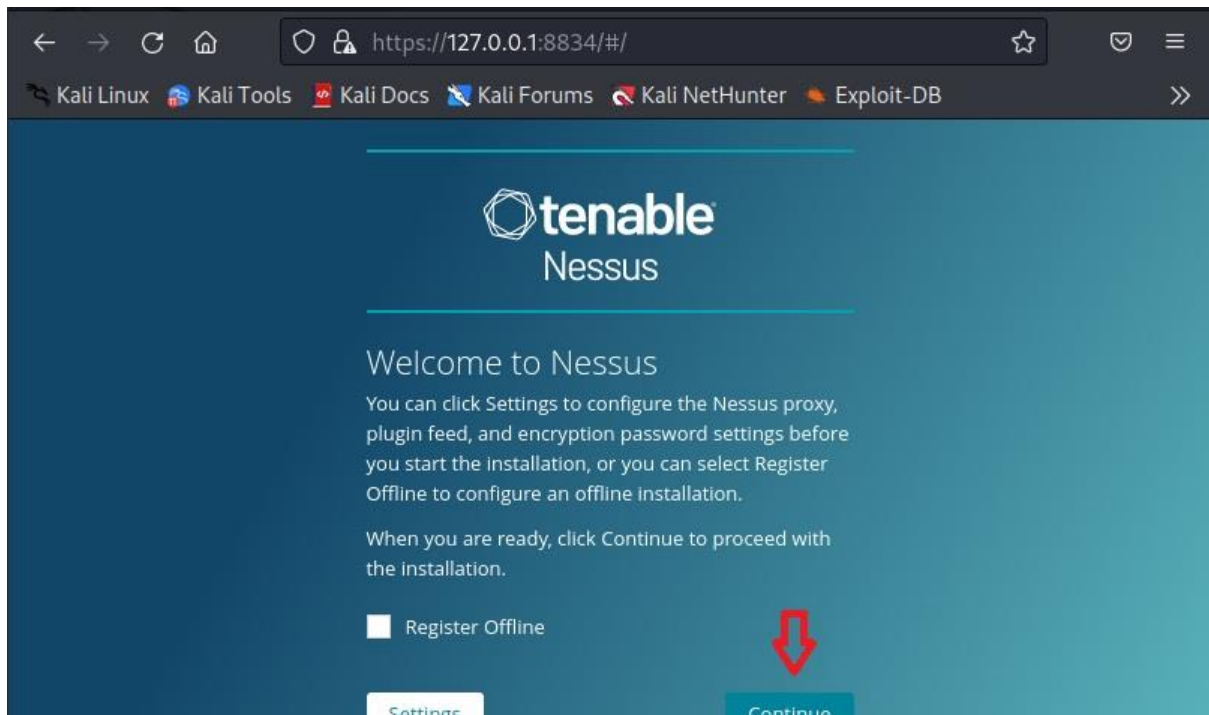 https://127.0.0.1:8834/#/
Kali Linux Kali Tools Kali Docs Kali Forums Kali NetHunter Exploit-DB
tenable
Nessus
Welcome to Nessus
You can click Settings to configure the Nessus proxy,
plugin feed, and encryption password settings before
you start the installation, or you can select Register
Offline to configure an offline installation.
When you are ready, click Continue to proceed with
the installation.
Register Offline
Settings Continue